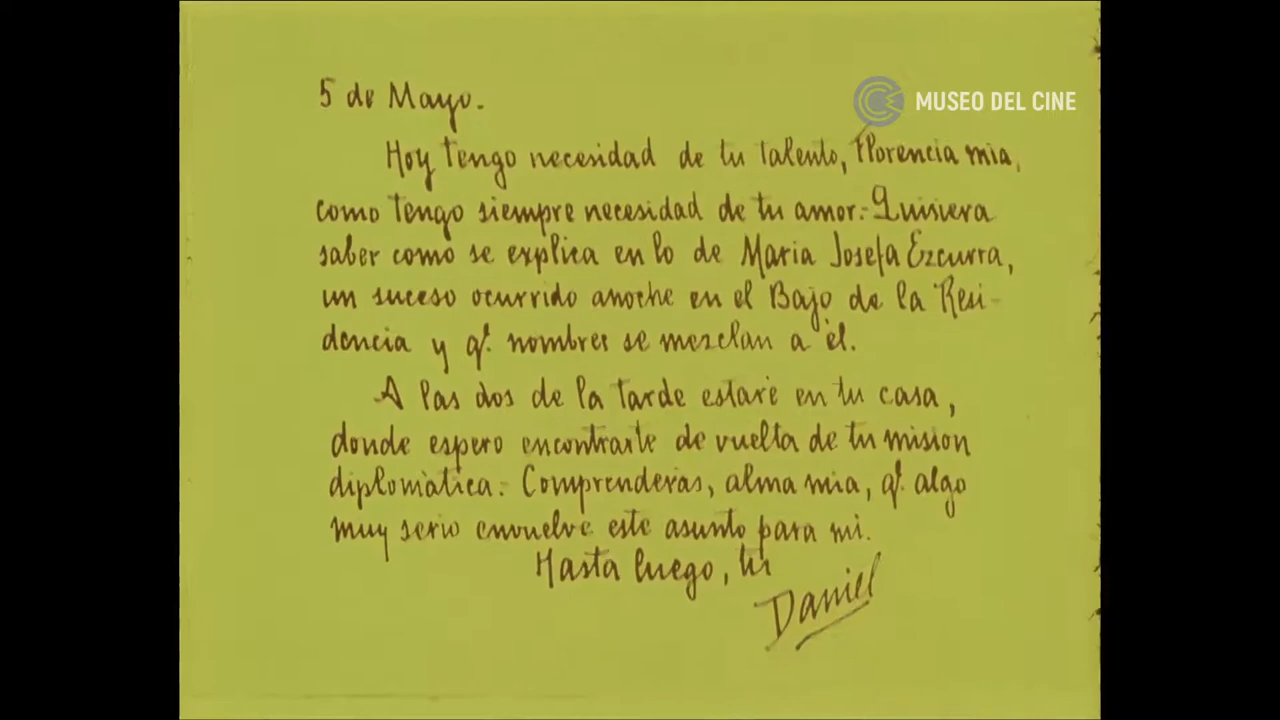 5 de Mayo.
MUSEO DEL CINE
Hoy tengo necesidad de tu talento, Florencia mia,
como tengo siempre necesidad de tu amor.- Quisiera
saber como se explica en lo de Maria Josefa Ezcurra,
un suceso ocurrido anoche en el Bajo de la Resi-
dencia y q.' nombres se mezclan a él.
A las dos de la tarde estaré en tu casa,
donde espero encontrarte de vuelta de tu mision
diplomàtica.- Comprenderás, alma mia, q.' algo
muy serio envuelve este asunto para mi.
Hasta luego, tu
Daniel